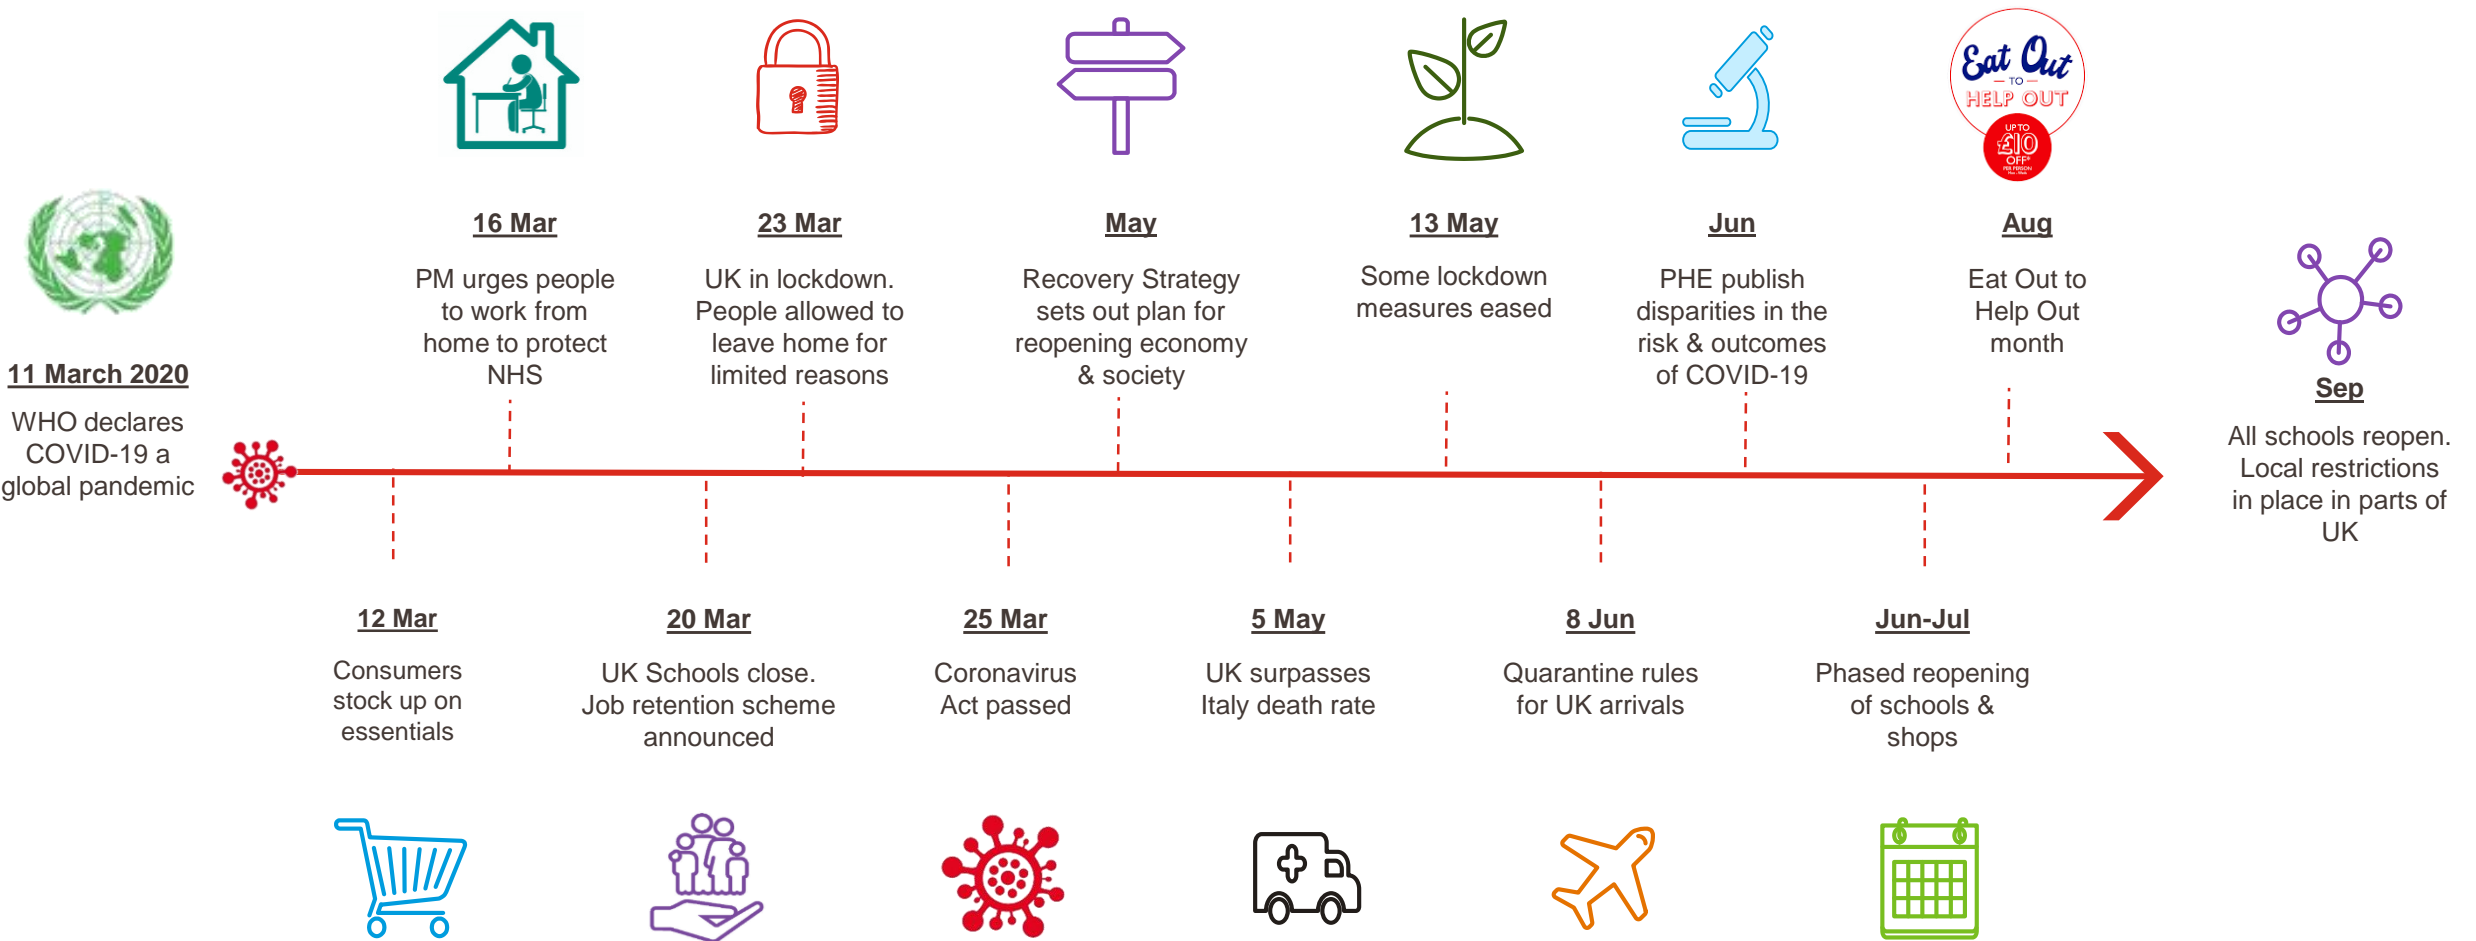 11 March 2020
WHO declares
COVID-19 a
global pandemic
12 Mar
Consumers
stock up on
essentials
16 Mar
PM urges people
to work from
home to protect
NHS
20 Mar
UK Schools close.
Job retention scheme
announced
23 Mar
UK in lockdown.
People allowed to
leave home for
limited reasons
25 Mar
Coronavirus
Act passed
May
Recovery Strategy
sets out plan for
reopening economy
& society
5 May
UK surpasses
Italy death rate
13 May
Some lockdown
measures eased
8 Jun
Quarantine rules
for UK arrivals
Jun
PHE publish
disparities in the
risk & outcomes
of COVID-19
Jun-Jul
Phased reopening
of schools &
shops
Eat Out
TO
HELP OUT
UP TO
£10
OFF*
PER PERSON
Aug
Eat Out to
Help Out
month
Sep
All schools reopen.
Local restrictions
in place in parts of
UK